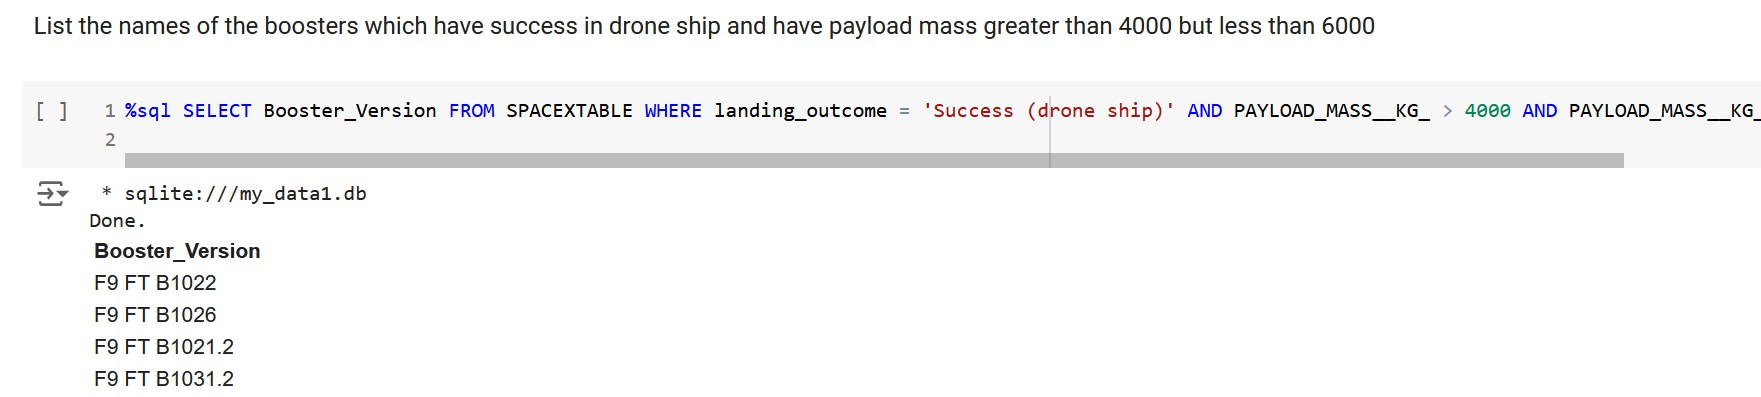 List the names of the boosters which have success in drone ship and have payload mass greater than 4000 but less than 6000
[ ] 1 %sql SELECT Booster_Version FROM SPACEXTABLE WHERE landing_outcome = 'Success (drone ship)' AND PAYLOAD_MASS__KG_ > 4000 AND PAYLOAD_MASS__KG_
2
* sqlite:///my_data1.db
Done.
Booster_Version
F9 FT B1022
F9 FT B1026
F9 FT B1021.2
F9 FT B1031.2